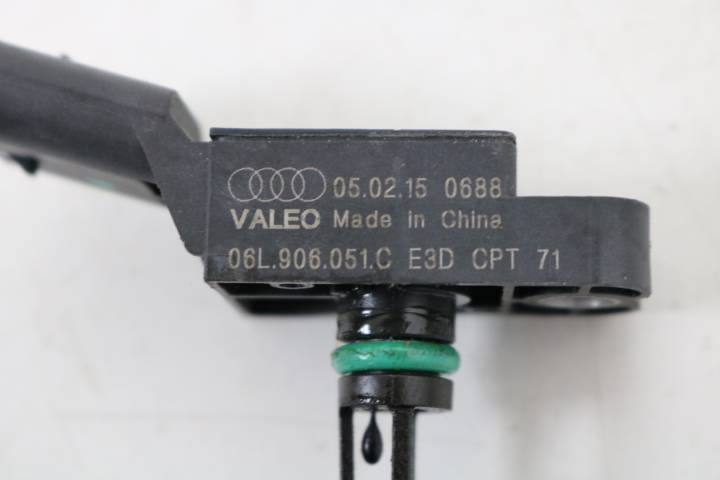 05.02.15 0688
VALEO Made in China
06L.906.051.C E3D CPT 71